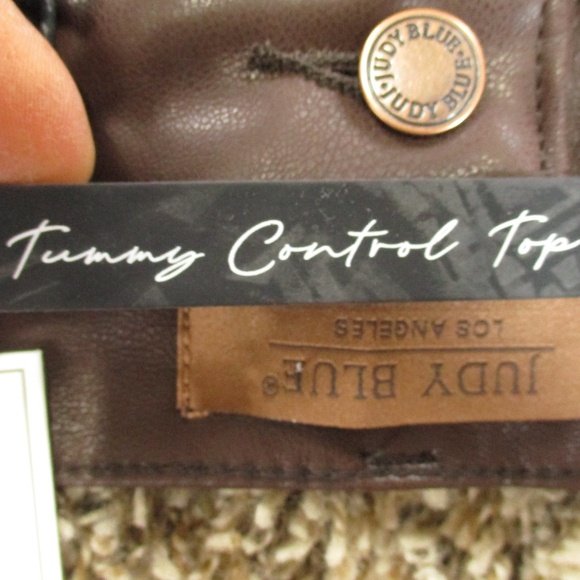 JUDY BLUE • JUDY BLUE •
Tummy Control Top
JUDY BLUE®
LOS ANGELES